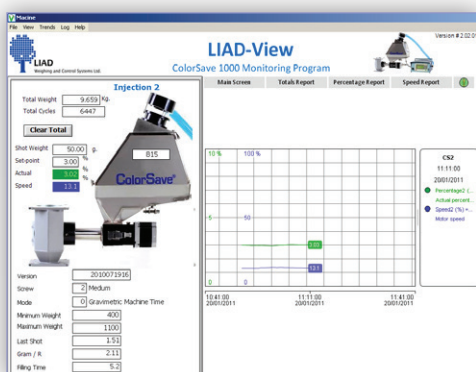 Macine
File View Trends Log Help
LIAD
Weighing and Control Systems Ltd.
LIAD-View
ColorSave 1000 Monitoring Program
Version # 2.02.0
Main Screen Totals Report Percentage Report Speed Report
Injection 2
Total Weight 9.659 Kg.
Total Cycles 6447
Clear Total
Shot Weight 50.00 g.
Set-point 3.00 %
Actual 3.02 %
Speed 13.1 %
815
ColorSave®
Version 2010071916
Screw 2 Medium
Mode 0 Gravimetric Machine Time
Minimum Weight 400
Maximum Weight 1100
Last Shot 1.51
Gram / R 2.11
Filling Time 5.2
10 % 100 %
5 50
0 0
3.02
13.1
10:41:00 11:11:00 11:41:00
20/01/2011 20/01/2011 20/01/2011
CS2
11:11:00
20/01/2011
Percentage2 (...
Actual percent...
Speed2 (%) =...
Motor speed